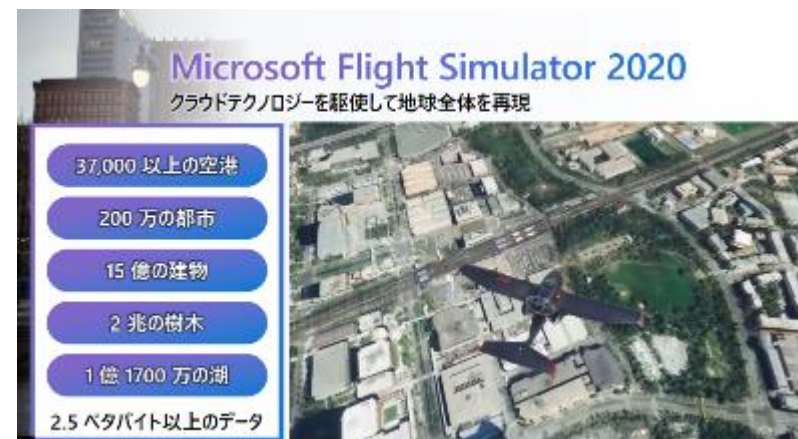 Microsoft Flight Simulator 2020
クラウドテクノロジーを駆使して地球全体を再現
37,000 以上の空港
200 万の都市
15 億の建物
2 兆の樹木
1 億 1700 万の湖
2.5 ペタバイト以上のデータ